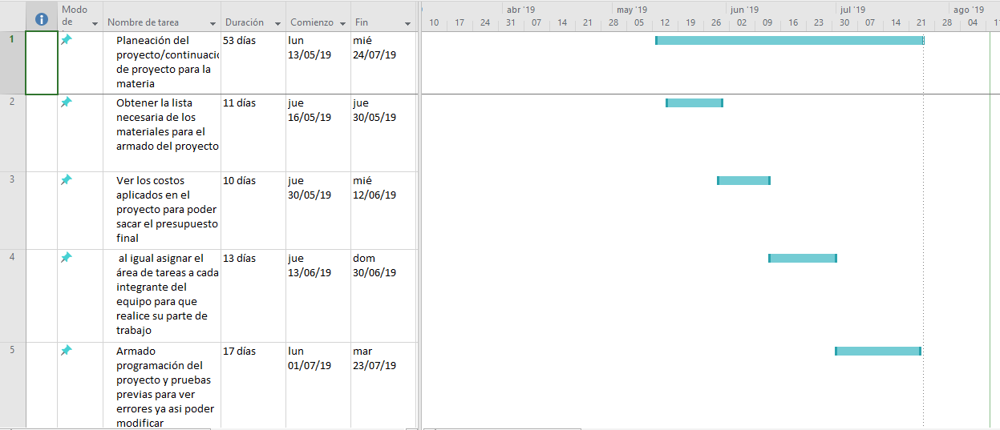 Modo
de
Nombre de tarea
Duración
Comienzo
Fin
abr '19
may '19
jun '19
jul '19
ago '19
10 17 24 31 07 14 21 28 05 12 19 26 02 09 16 23 30 07 14 21 28 04 11
1
Planeación del
proyecto/continuació
de proyecto para la
materia
53 días
lun
13/05/19
mié
24/07/19
2
Obtener la lista
necesaria de los
materiales para el
armado del proyecto
11 días
jue
16/05/19
jue
30/05/19
3
Ver los costos
aplicados en el
proyecto para poder
sacar el presupuesto
final
10 días
jue
30/05/19
mié
12/06/19
4
al igual asignar el
área de tareas a cada
integrante del
equipo para que
realice su parte de
trabajo
13 días
jue
13/06/19
dom
30/06/19
5
Armado
programación del
proyecto y pruebas
previas para ver
errores ya asi poder
modificar
17 días
lun
01/07/19
mar
23/07/19